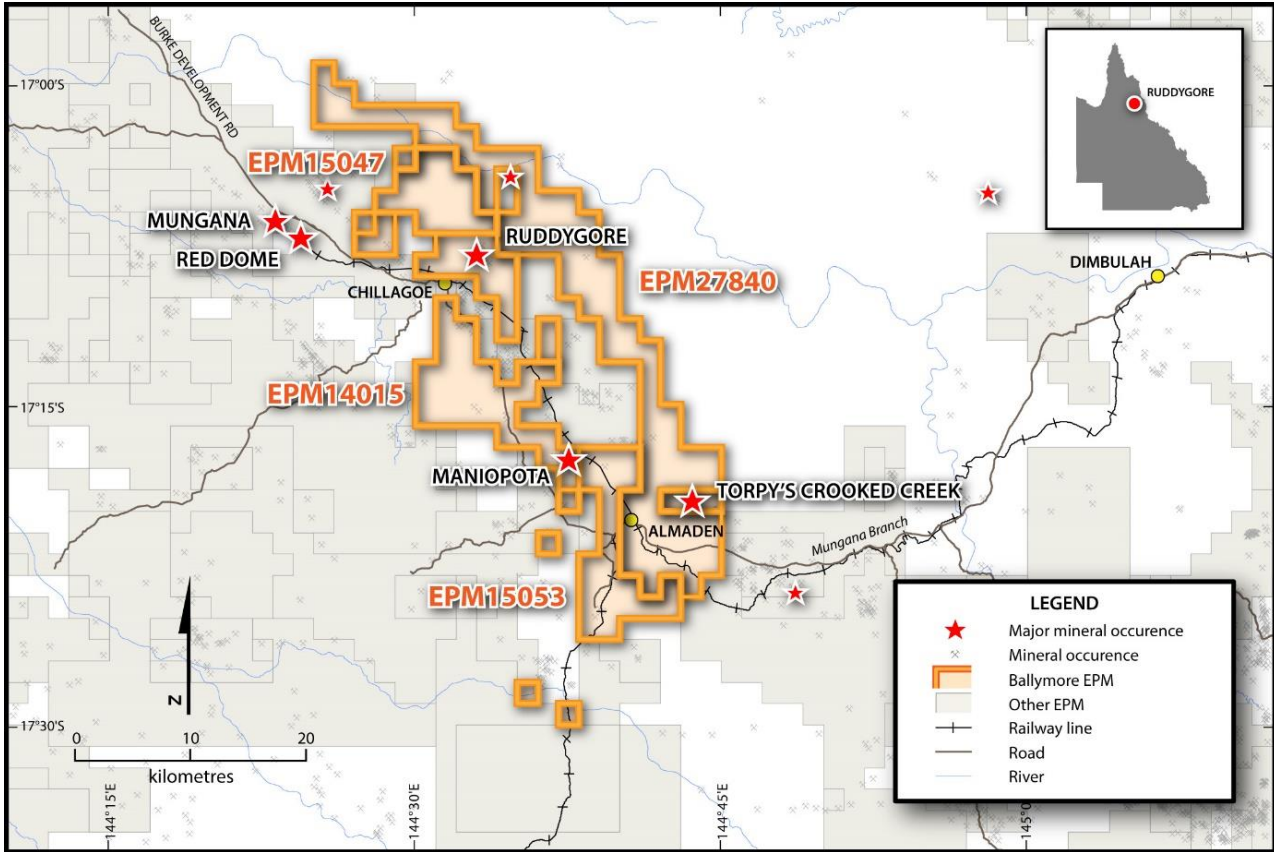 BURKE DEVELOPMENT RD
17°00'S
RUDDYGORE
EPM15047
MUNGANA
RUDDYGORE
RED DOME
DIMBULAH
EPM27840
CHILLAGOE
EPM14015
17°15'S
MANIOPOTA
TORPY'S CROOKED CREEK
ALMADEN
Mungana Branch
EPM15053
LEGEND
Major mineral occurence
Mineral occurence
Ballymore EPM
Other EPM
Railway line
Road
River
N
17°30'S
0 10 20
kilometres
144°15'E
144°30'E
144°45'E